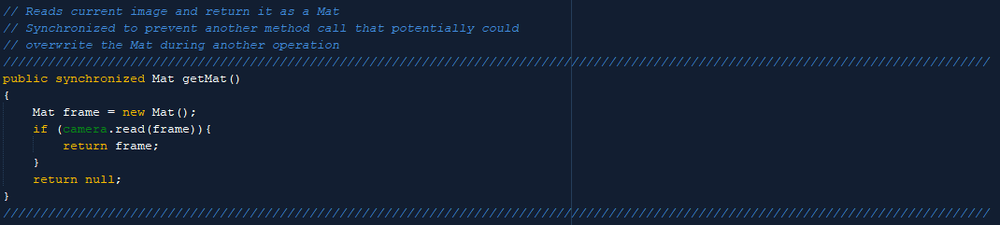 // Reads current image and return it as a Mat
// Synchronized to prevent another method call that potentially could
// overwrite the Mat during another operation
////////////////////////////////////////////////////////////////////////////////////////////////////////////////////////////////////
public synchronized Mat getMat()
{
    Mat frame = new Mat();
    if (camera.read(frame)){
        return frame;
    }
    return null;
}
////////////////////////////////////////////////////////////////////////////////////////////////////////////////////////////////////